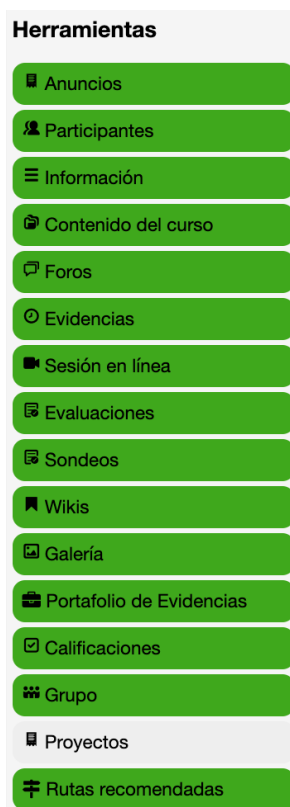 Herramientas
Anuncios
Participantes
Información
Contenido del curso
Foros
Evidencias
Sesión en línea
Evaluaciones
Sondeos
Wikis
Galería
Portafolio de Evidencias
Calificaciones
Grupo
Proyectos
Rutas recomendadas